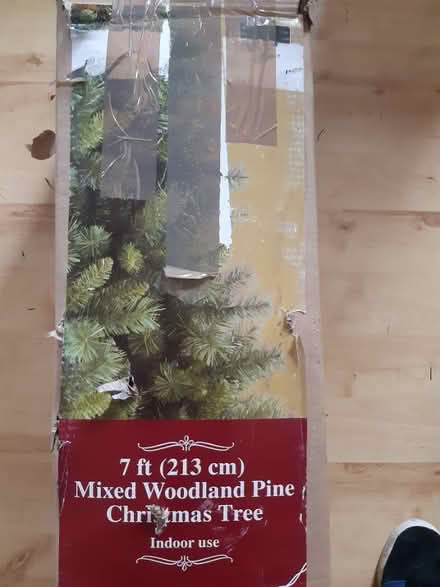 7 ft (213 cm)
Mixed Woodland Pine
Christmas Tree
Indoor use